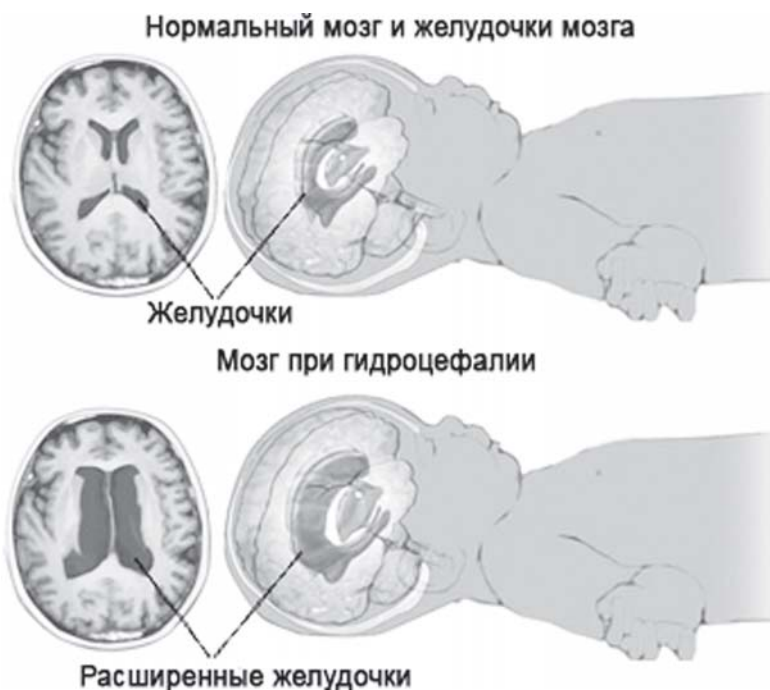 Нормальный мозг и желудочки мозга
Желудочки
Мозг при гидроцефалии
Расширенные желудочки